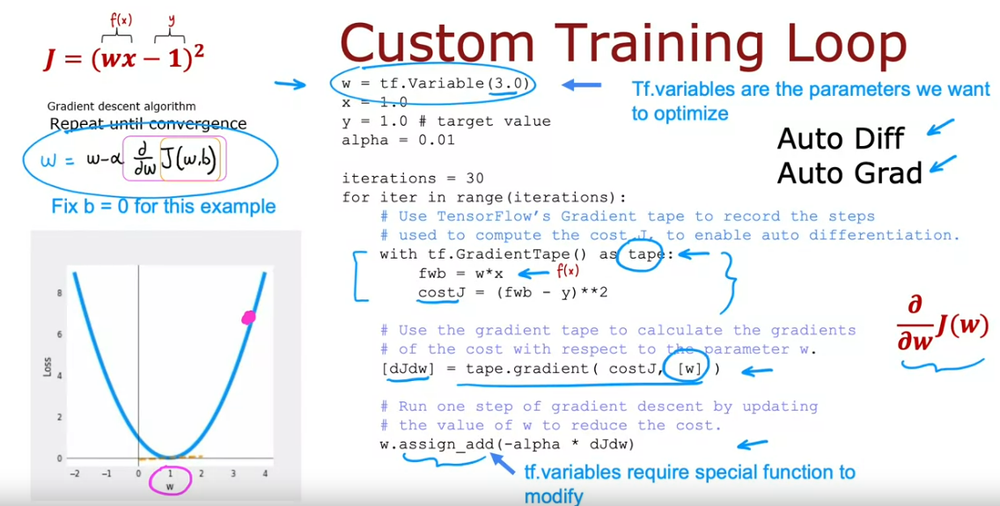 f(x) y
J = (wx − 1)²
Gradient descent algorithm
Repeat until convergence
w = w-α ∂/∂w J(w,b)
Fix b = 0 for this example
Loss
8
6
4
2
0
-2 -1 0 1 2 3 4
w
Custom Training Loop
w = tf.Variable(3.0)
x = 1.0
y = 1.0 # target value
alpha = 0.01
Tf.variables are the parameters we want
to optimize
Auto Diff
Auto Grad
iterations = 30
for iter in range(iterations):
# Use TensorFlow's Gradient tape to record the steps
# used to compute the cost J, to enable auto differentiation.
with tf.GradientTape() as tape:
fwb = w*x f(x)
costJ = (fwb - y)**2
# Use the gradient tape to calculate the gradients
# of the cost with respect to the parameter w.
[dJdw] = tape.gradient( costJ, [w] )
∂/∂w J(w)
# Run one step of gradient descent by updating
# the value of w to reduce the cost.
w.assign_add(-alpha * dJdw)
tf.variables require special function to
modify